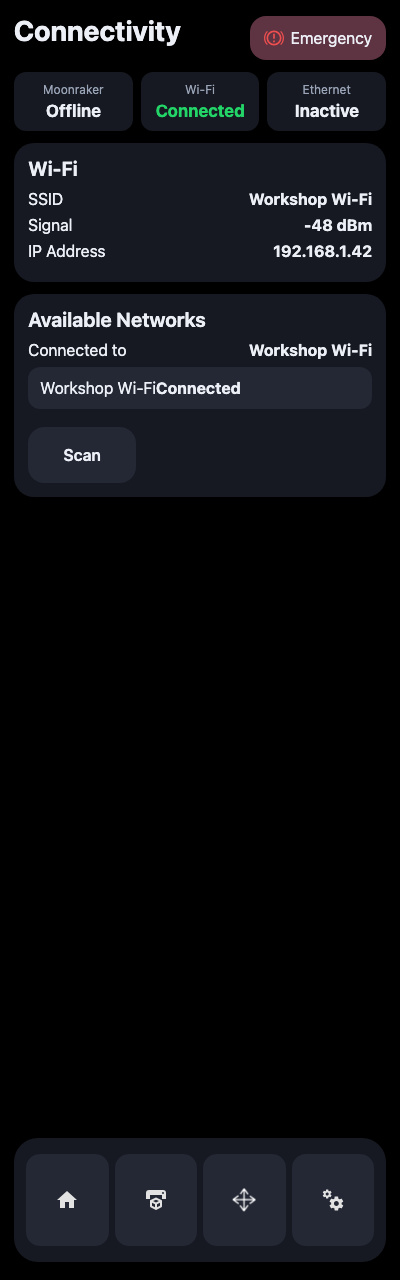 Connectivity
Emergency
Moonraker
Offline
Wi-Fi
Connected
Ethernet
Inactive
Wi-Fi
SSID Workshop Wi-Fi
Signal -48 dBm
IP Address 192.168.1.42
Available Networks
Connected to Workshop Wi-Fi
Workshop Wi-FiConnected
Scan